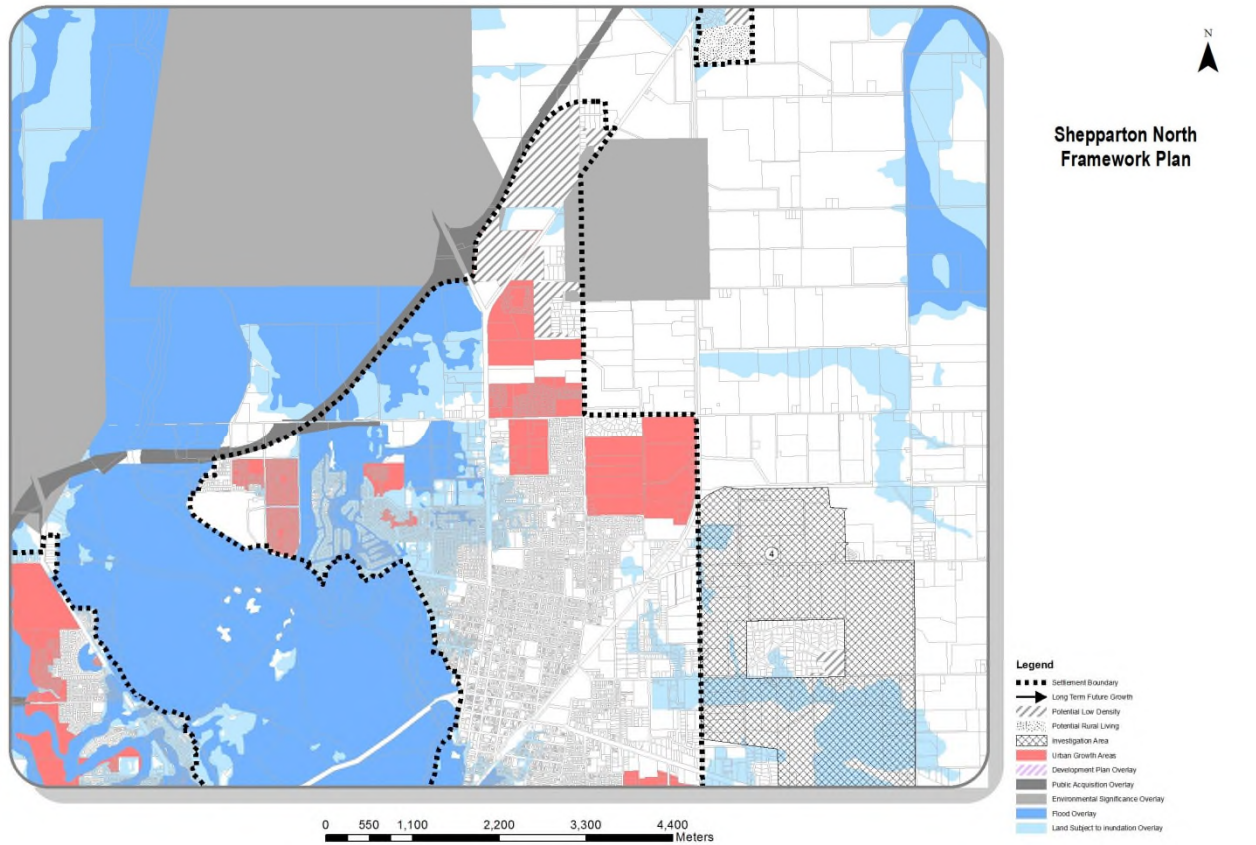 N
Shepparton North
Framework Plan
4
Legend
Settlement Boundary
Long Term Future Growth
Potential Low Density
Potential Rural Living
Investigation Area
Urban Growth Areas
Development Plan Overlay
Public Acquisition Overlay
Environmental Significance Overlay
Flood Overlay
Land Subject to Inundation Overlay
0 550 1,100 2,200 3,300 4,400
Meters